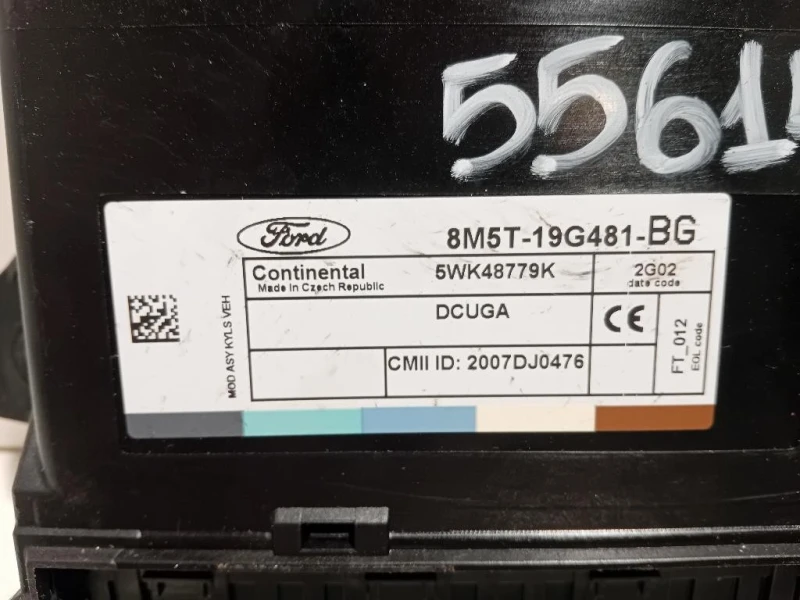 5561
Ford
8M5T-19G481-BG
Continental
Made in Czech Republic
5WK48779K
2G02
date code
MOD ASY KYLS VEH
DCUGA
CE
FT_012
EOL code
CMII ID: 2007DJ0476